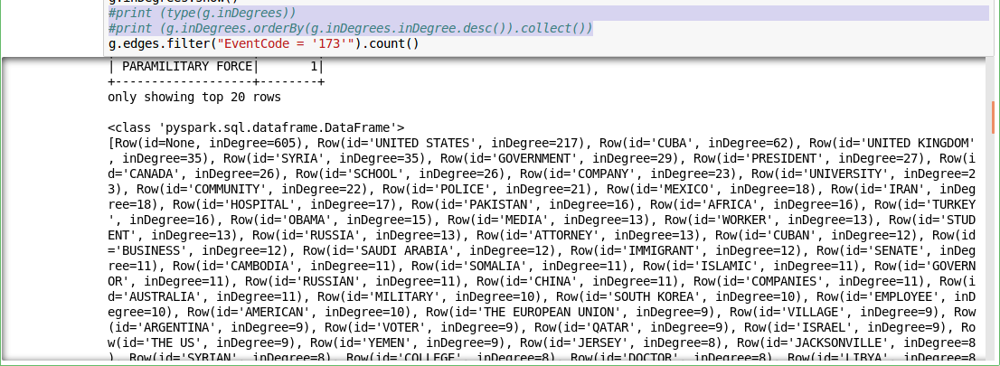 g.inDegrees.show()
#print (type(g.inDegrees))
#print (g.inDegrees.orderBy(g.inDegrees.inDegree.desc()).collect())
g.edges.filter("EventCode = '173'").count()
| PARAMILITARY FORCE|       1|
+-------------------+--------+
only showing top 20 rows

<class 'pyspark.sql.dataframe.DataFrame'>
[Row(id=None, inDegree=605), Row(id='UNITED STATES', inDegree=217), Row(id='CUBA', inDegree=62), Row(id='UNITED KINGDOM'
, inDegree=35), Row(id='SYRIA', inDegree=35), Row(id='GOVERNMENT', inDegree=29), Row(id='PRESIDENT', inDegree=27), Row(i
d='CANADA', inDegree=26), Row(id='SCHOOL', inDegree=26), Row(id='COMPANY', inDegree=23), Row(id='UNIVERSITY', inDegree=2
3), Row(id='COMMUNITY', inDegree=22), Row(id='POLICE', inDegree=21), Row(id='MEXICO', inDegree=18), Row(id='IRAN', inDeg
ree=18), Row(id='HOSPITAL', inDegree=17), Row(id='PAKISTAN', inDegree=16), Row(id='AFRICA', inDegree=16), Row(id='TURKEY
', inDegree=16), Row(id='OBAMA', inDegree=15), Row(id='MEDIA', inDegree=13), Row(id='WORKER', inDegree=13), Row(id='STUD
ENT', inDegree=13), Row(id='RUSSIA', inDegree=13), Row(id='ATTORNEY', inDegree=13), Row(id='CUBAN', inDegree=12), Row(id
='BUSINESS', inDegree=12), Row(id='SAUDI ARABIA', inDegree=12), Row(id='IMMIGRANT', inDegree=12), Row(id='SENATE', inDeg
ree=11), Row(id='CAMBODIA', inDegree=11), Row(id='SOMALIA', inDegree=11), Row(id='ISLAMIC', inDegree=11), Row(id='GOVERN
OR', inDegree=11), Row(id='RUSSIAN', inDegree=11), Row(id='CHINA', inDegree=11), Row(id='COMPANIES', inDegree=11), Row(i
d='AUSTRALIA', inDegree=11), Row(id='MILITARY', inDegree=10), Row(id='SOUTH KOREA', inDegree=10), Row(id='EMPLOYEE', inD
egree=10), Row(id='AMERICAN', inDegree=10), Row(id='THE EUROPEAN UNION', inDegree=9), Row(id='VILLAGE', inDegree=9), Row
(id='ARGENTINA', inDegree=9), Row(id='VOTER', inDegree=9), Row(id='QATAR', inDegree=9), Row(id='ISRAEL', inDegree=9), Ro
w(id='THE US', inDegree=9), Row(id='YEMEN', inDegree=9), Row(id='JERSEY', inDegree=8), Row(id='JACKSONVILLE', inDegree=8
), Row(id='SYRIAN', inDegree=8), Row(id='COLLEGE', inDegree=8), Row(id='DOCTOR', inDegree=8), Row(id='LIBYA', inDegree=8